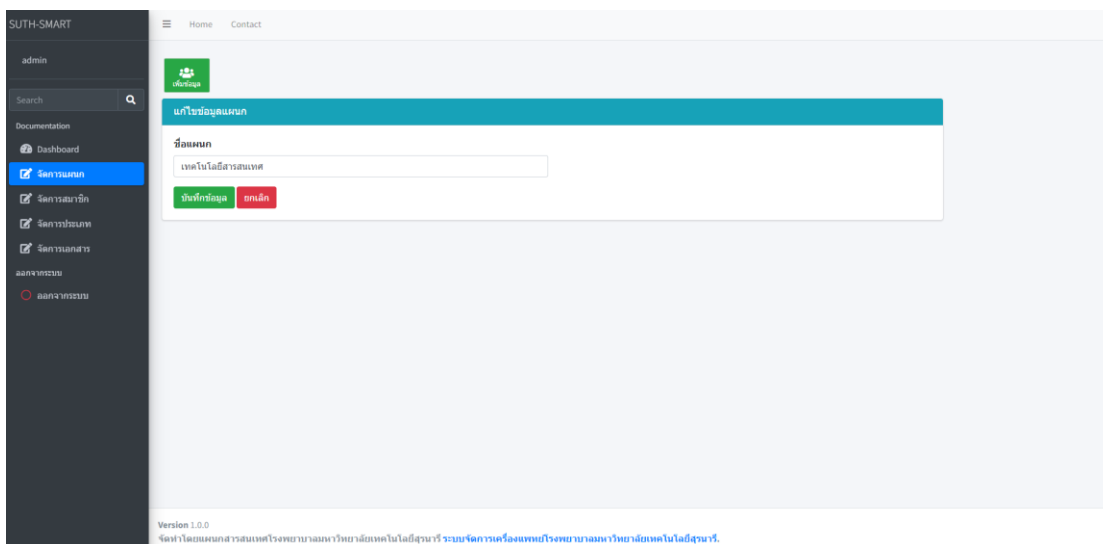 SUTH-SMART
Home Contact
admin
เพิ่มข้อมูล
Search
แก้ไขข้อมูลแผนก
Documentation
ชื่อแผนก
Dashboard
เทคโนโลยีสารสนเทศ
จัดการแผนก
จัดการสมาชิก
บันทึกข้อมูล ยกเลิก
จัดการประเภท
จัดการเอกสาร
ออกจากระบบ
ออกจากระบบ
Version 1.0.0
จัดทำโดยแผนกสารสนเทศโรงพยาบาลมหาวิทยาลัยเทคโนโลยีสุรนารี ระบบจัดการเครื่องแพทย์โรงพยาบาลมหาวิทยาลัยเทคโนโลยีสุรนารี.